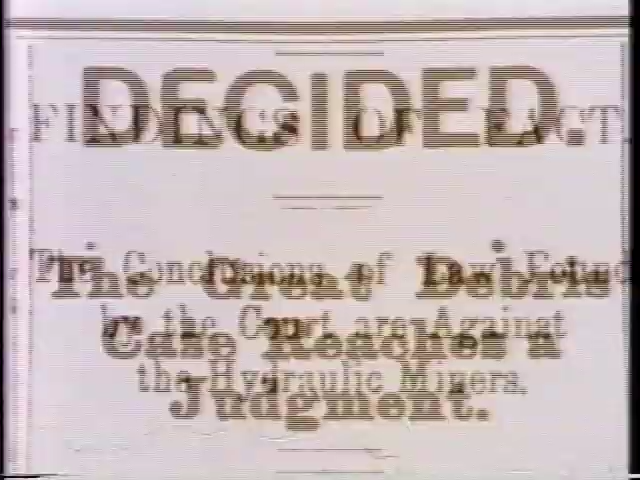 DECIDED.
FINDINGS OF FACT.
The Great Debris
Case Reaches a
Judgment.
The Conclusions of Law Found
by the Court are Against
the Hydraulic Miners.